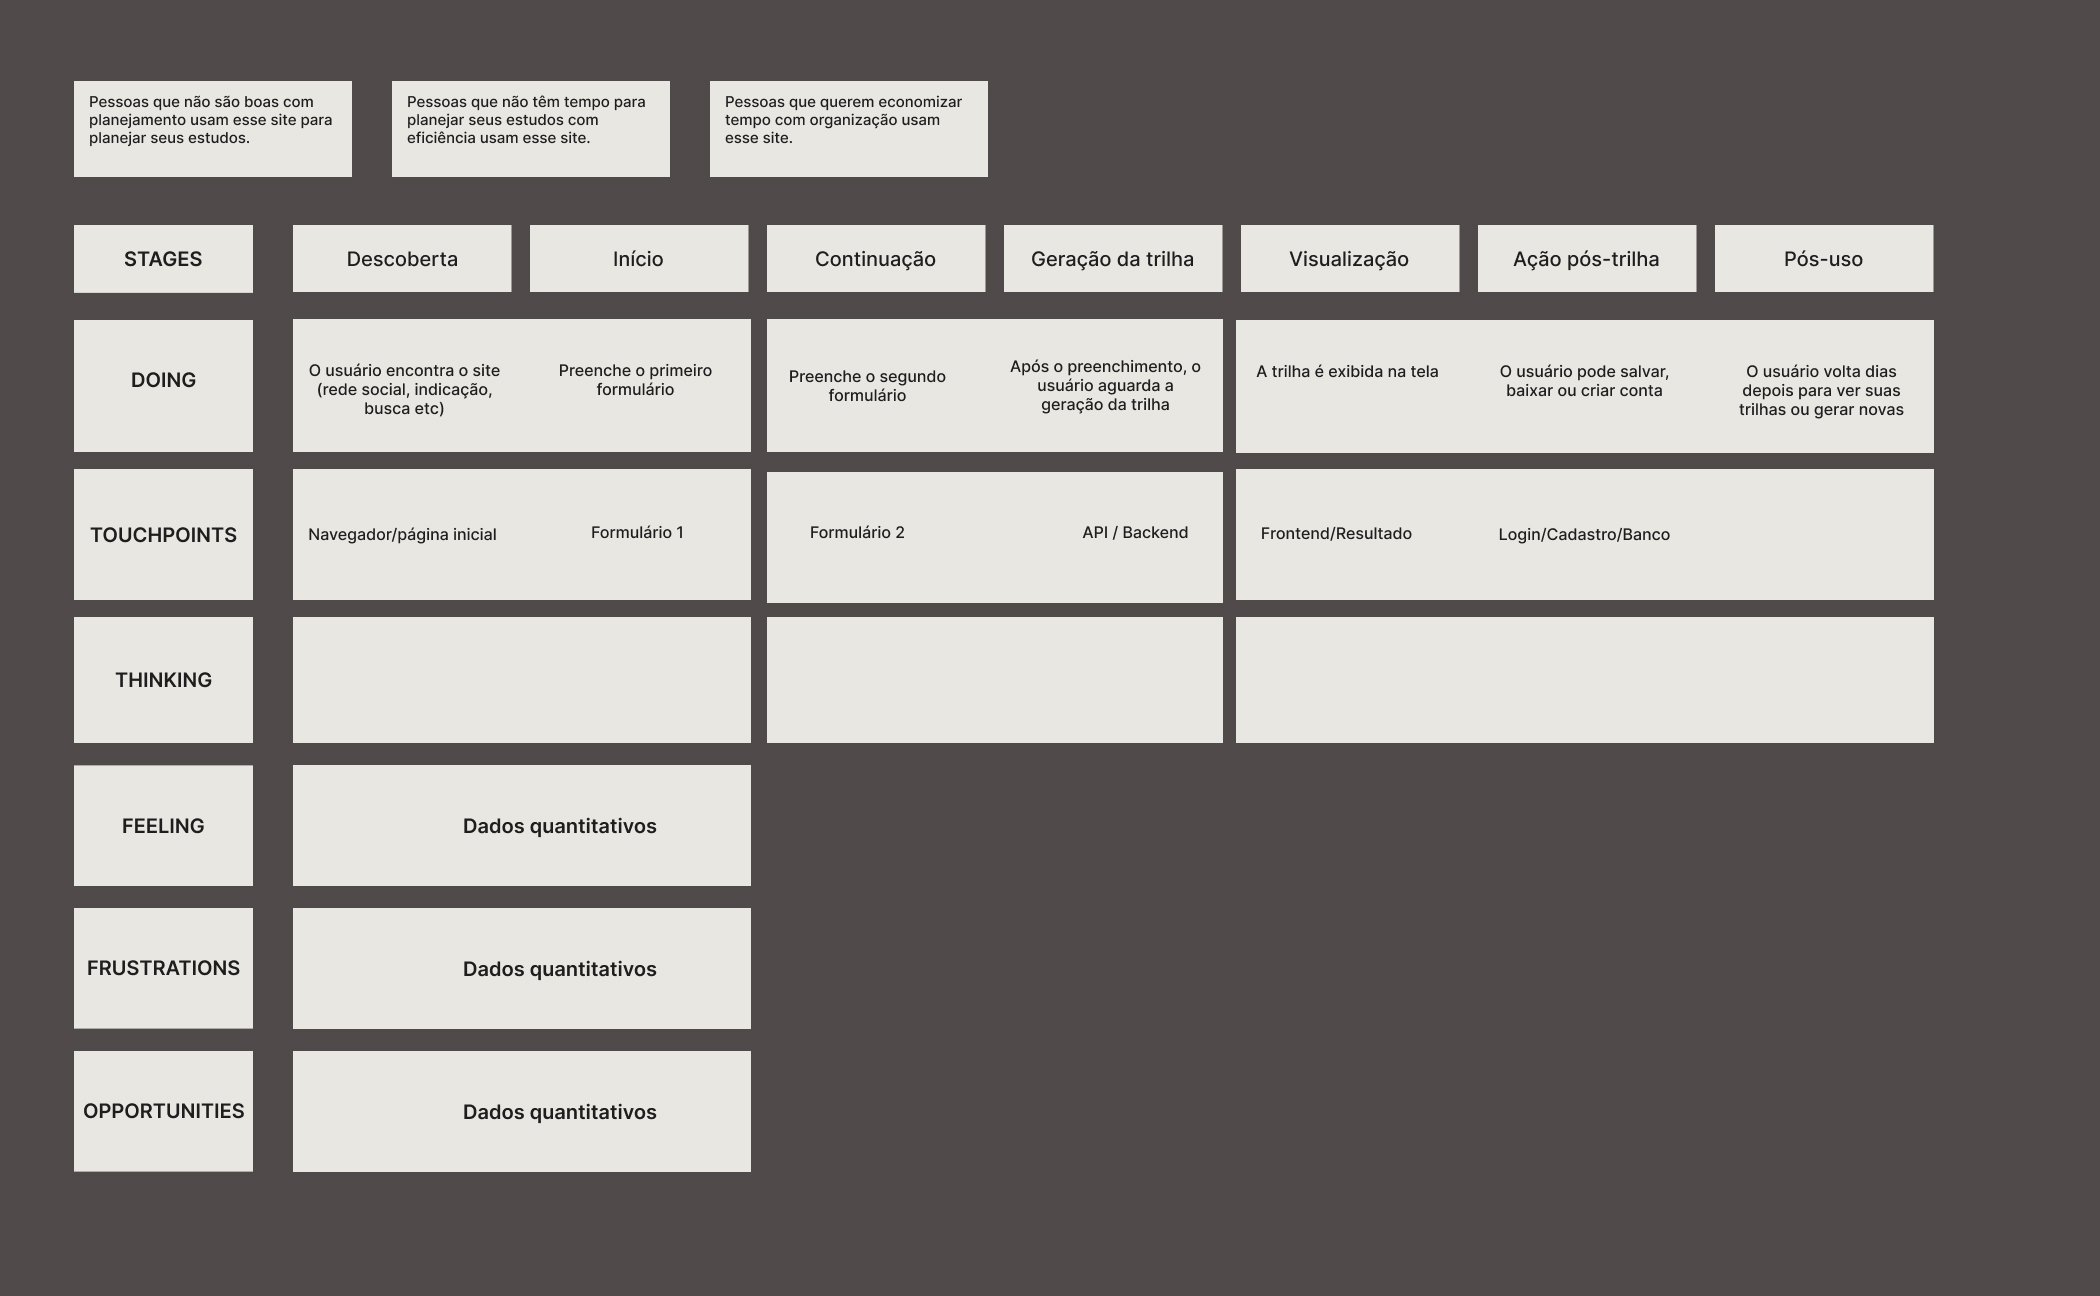 Pessoas que não são boas com
planejamento usam esse site para
planejar seus estudos.
Pessoas que não têm tempo para
planejar seus estudos com
eficiência usam esse site.
Pessoas que querem economizar
tempo com organização usam
esse site.
STAGES
Descoberta
Início
Continuação
Geração da trilha
Visualização
Ação pós-trilha
Pós-uso
DOING
O usuário encontra o site
(rede social, indicação,
busca etc)
Preenche o primeiro
formulário
Preenche o segundo
formulário
Após o preenchimento, o
usuário aguarda a
geração da trilha
A trilha é exibida na tela
O usuário pode salvar,
baixar ou criar conta
O usuário volta dias
depois para ver suas
trilhas ou gerar novas
TOUCHPOINTS
Navegador/página inicial
Formulário 1
Formulário 2
API / Backend
Frontend/Resultado
Login/Cadastro/Banco
THINKING
FEELING
Dados quantitativos
FRUSTRATIONS
Dados quantitativos
OPPORTUNITIES
Dados quantitativos